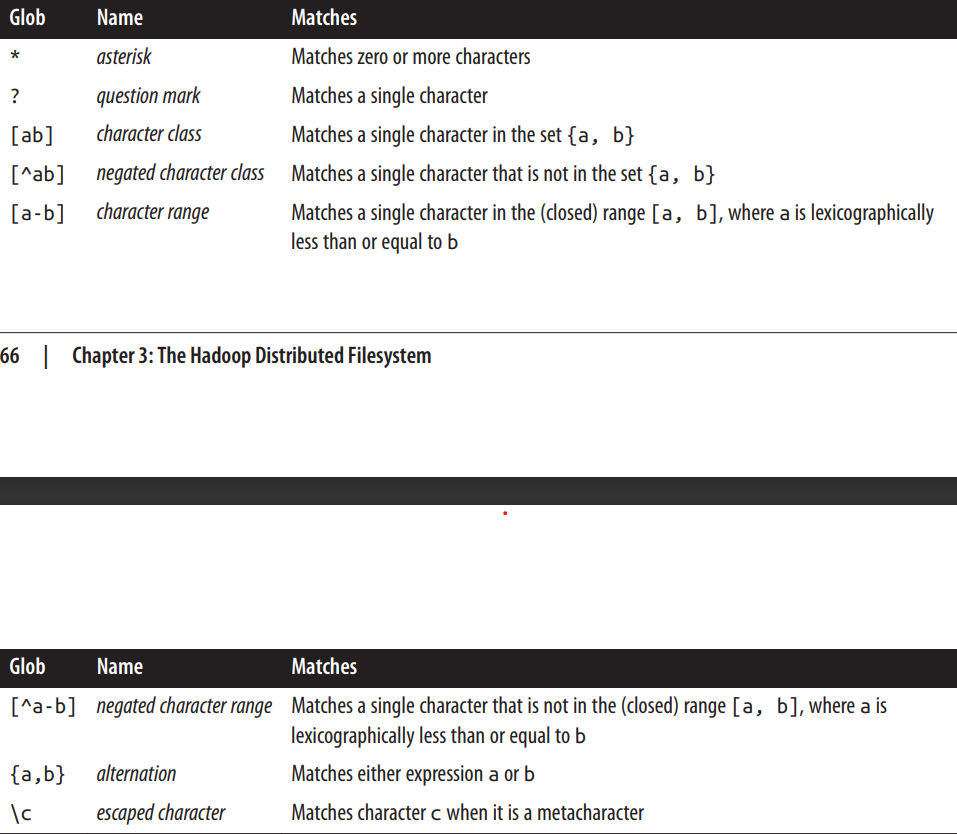 Glob Name Matches
* asterisk Matches zero or more characters
? question mark Matches a single character
[ab] character class Matches a single character in the set {a, b}
[^ab] negated character class Matches a single character that is not in the set {a, b}
[a-b] character range Matches a single character in the (closed) range [a, b], where a is lexicographically
less than or equal to b
66 | Chapter 3: The Hadoop Distributed Filesystem
Glob Name Matches
[^a-b] negated character range Matches a single character that is not in the (closed) range [a, b], where a is
lexicographically less than or equal to b
{a,b} alternation Matches either expression a or b
\c escaped character Matches character c when it is a metacharacter